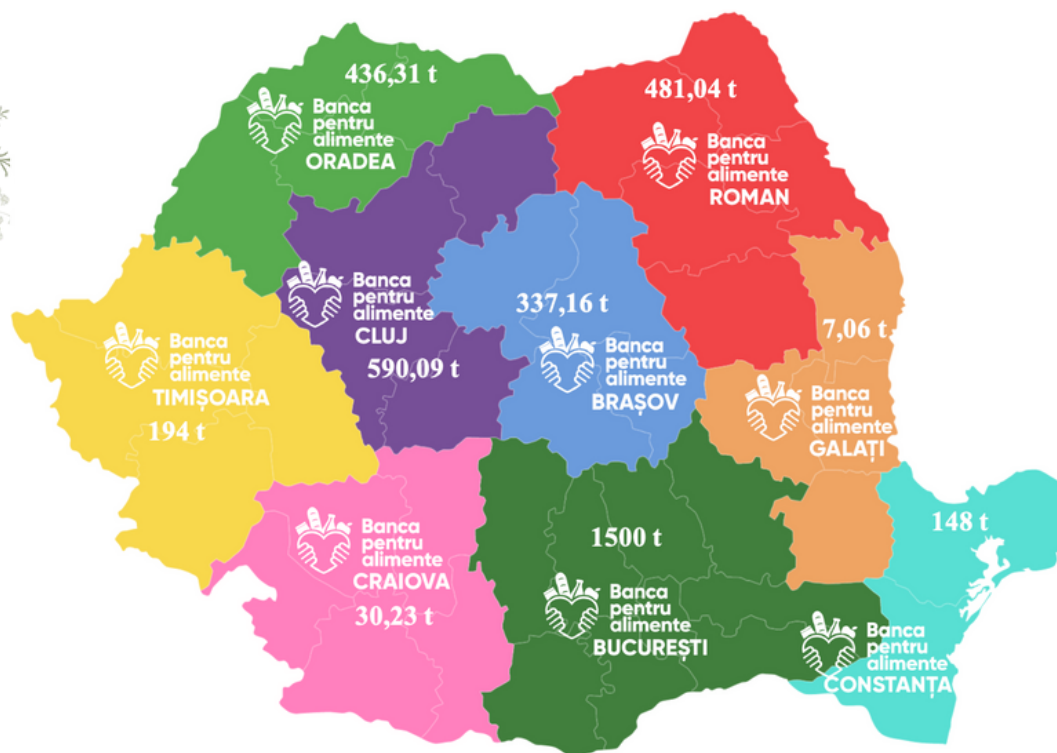 436,31 t
Banca
pentru
alimente
ORADEA
481,04 t
Banca
pentru
alimente
ROMAN
Banca
pentru
alimente
CLUJ
590,09 t
337,16 t
Banca
pentru
alimente
BRAȘOV
7,06 t
Banca
pentru
alimente
GALAȚI
Banca
pentru
alimente
TIMIȘOARA
194 t
Banca
pentru
alimente
CRAIOVA
30,23 t
1500 t
Banca
pentru
alimente
BUCUREȘTI
148 t
Banca
pentru
alimente
CONSTANȚA